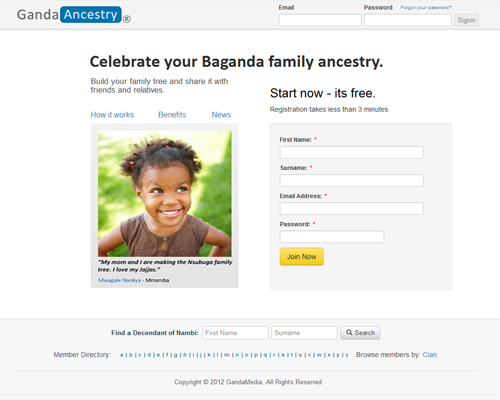 Ganda Ancestry®
Email
Password Forgot your password?
Signin
Celebrate your Baganda family ancestry.
Build your family tree and share it with
friends and relatives.
How it works Benefits News
"My mom and I are making the Nsubuga family
tree. I love my Jajjas."
Mwagale Nankya - Mmamba
Start now - its free.
Registration takes less than 3 minutes.
First Name: *
Surname: *
Email Address: *
Password: *
Join Now
Find a Decendant of Nambi: First Name Surname Search
Member Directory: a | b | c | d | e | f | g | h | i | j | k | l | m | n | o | p | q | r | s | t | u | v | w | x | y | z Browse members by: Clan
Copyright © 2012 GandaMedia. All Rights Reserved